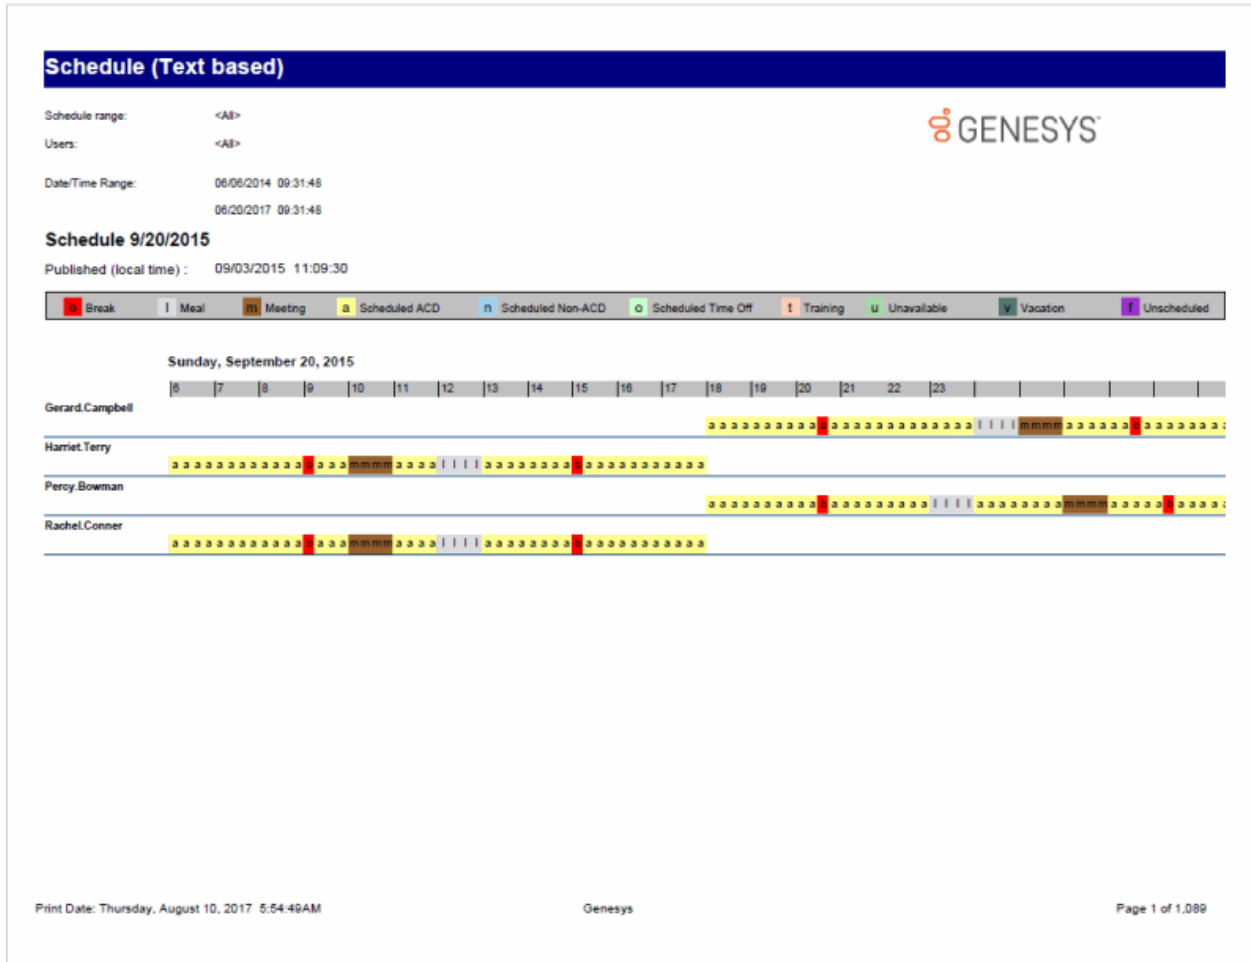 Schedule (Text based)
Schedule range: <All>
GENESYS™
Users: <All>
Date/Time Range: 06/06/2014 09:31:48
06/20/2017 09:31:48
Schedule 9/20/2015
Published (local time) : 09/03/2015 11:09:30
b Break l Meal m Meeting a Scheduled ACD n Scheduled Non-ACD o Scheduled Time Off t Training u Unavailable v Vacation f Unscheduled
Sunday, September 20, 2015
6 7 8 9 10 11 12 13 14 15 16 17 18 19 20 21 22 23
Gerard.Campbell
a a a a a a a a a a b a a a a a a a a a a a a a l l l l m m m m a a a a a a b a a a a a a a a
Harriet.Terry
a a a a a a a a a a a a b a a a m m m m a a a a l l l l a a a a a a a a b a a a a a a a a a a a
Percy.Bowman
a a a a a a a a a a b a a a a a a a a a l l l l a a a a a a a a m m m m a a a a a b a a a a a
Rachel.Conner
a a a a a a a a a a a a b a a a m m m m a a a a l l l l a a a a a a a a b a a a a a a a a a a a
Print Date: Thursday, August 10, 2017 5:54:49AM Genesys Page 1 of 1,089